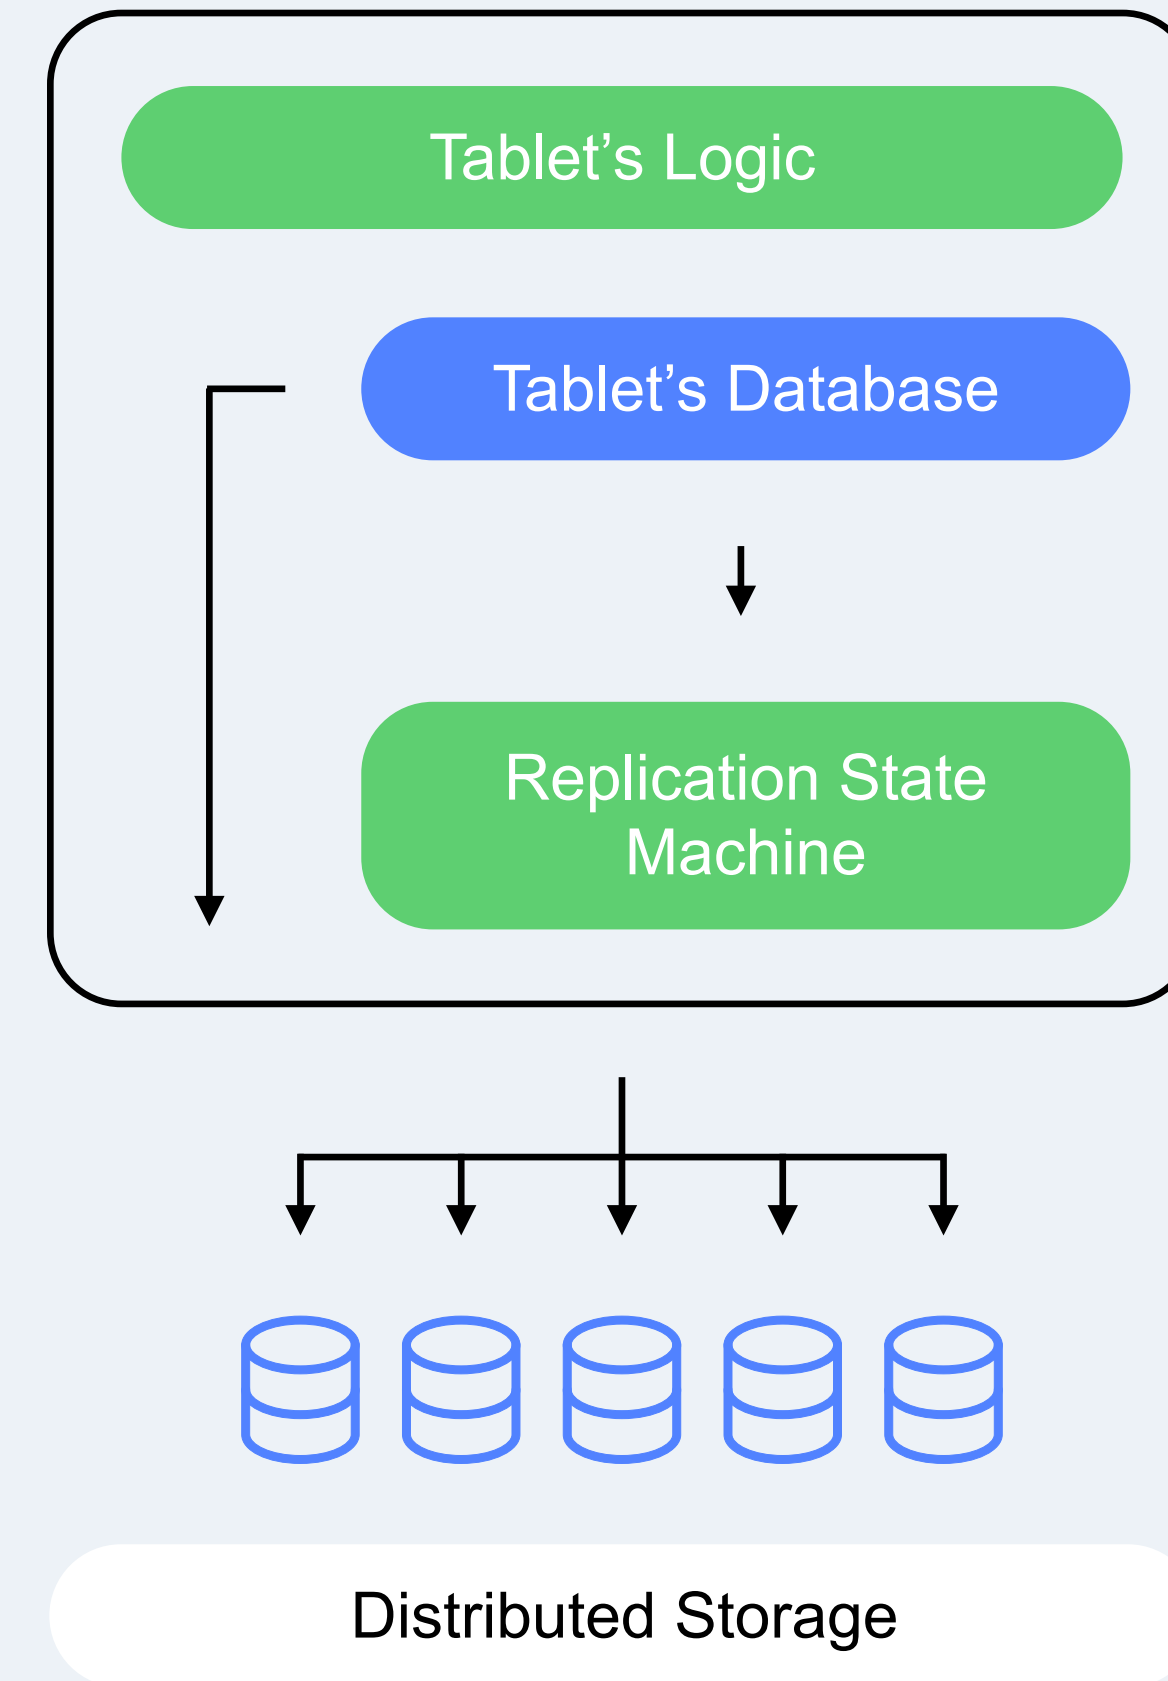 Tablet’s Logic
Tablet’s Database
Replication State
Machine
Distributed Storage